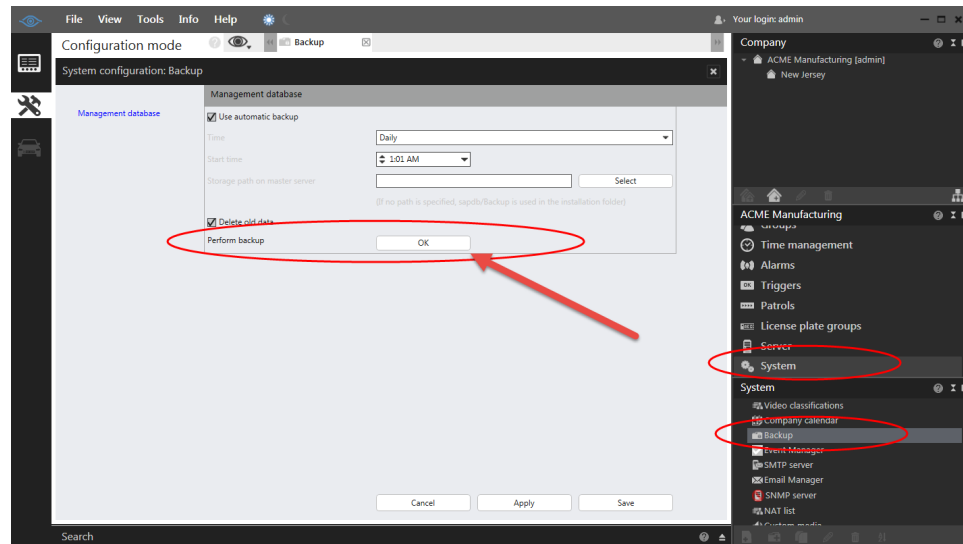 File View Tools Info Help
Your login: admin
Configuration mode
Backup
System configuration: Backup
Management database
Management database
Use automatic backup
Time
Daily
Start time
1:01 AM
Storage path on master server
Select
(If no path is specified, sapdb/Backup is used in the installation folder)
Delete old data
Perform backup
OK
Cancel
Apply
Save
Search
Company
ACME Manufacturing [admin]
New Jersey
ACME Manufacturing
Groups
Time management
Alarms
Triggers
Patrols
License plate groups
Server
System
System
Video classifications
Company calendar
Backup
Event Manager
SMTP server
Email Manager
SNMP server
NAT list
Custom media